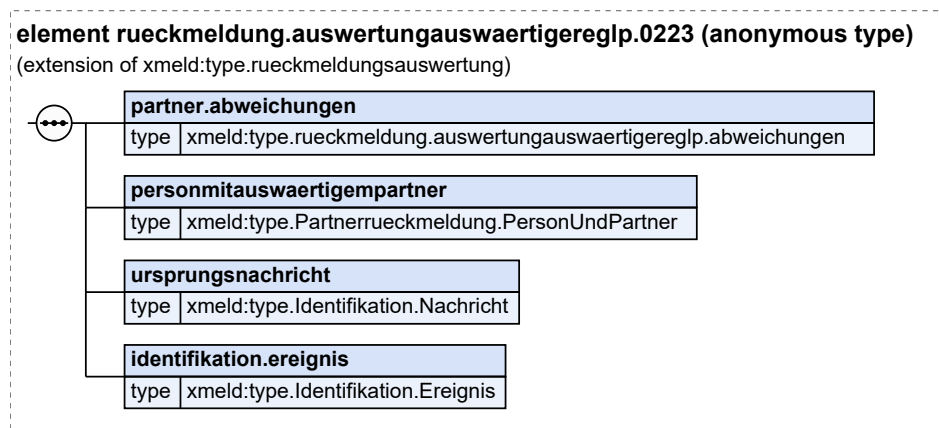 element rueckmeldung.auswertungauswaertigereglp.0223 (anonymous type)
(extension of xmeld:type.rueckmeldungsauswertung)
partner.abweichungen
type xmeld:type.rueckmeldung.auswertungauswaertigereglp.abweichungen
personmitauswaertigempartner
type xmeld:type.Partnerrueckmeldung.PersonUndPartner
ursprungsnachricht
type xmeld:type.Identifikation.Nachricht
identifikation.ereignis
type xmeld:type.Identifikation.Ereignis